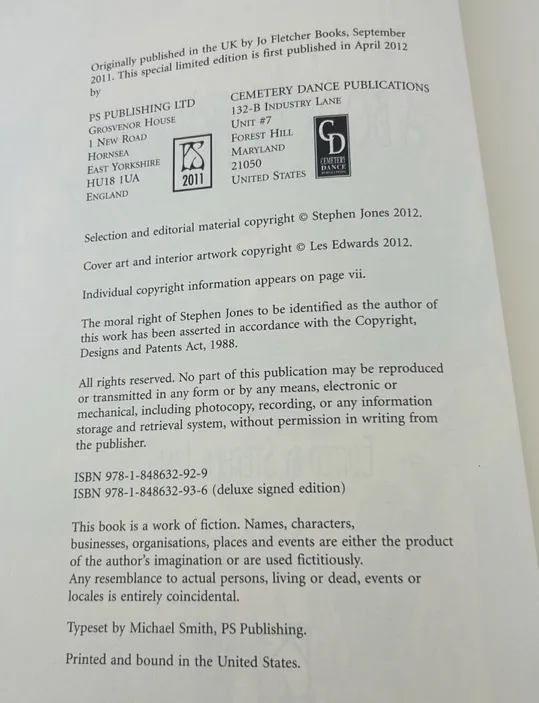 Originally published in the UK by Jo Fletcher Books, September
2011. This special limited edition is first published in April 2012
by
PS PUBLISHING LTD
GROSVENOR HOUSE
1 NEW ROAD
HORNSEA
EAST YORKSHIRE
HU18 1UA
ENGLAND
PS
2011
CEMETERY DANCE PUBLICATIONS
132-B INDUSTRY LANE
UNIT #7
FOREST HILL
MARYLAND
21050
UNITED STATES
CD
CEMETERY
DANCE
PUBLICATIONS
Selection and editorial material copyright © Stephen Jones 2012.
Cover art and interior artwork copyright © Les Edwards 2012.
Individual copyright information appears on page vii.
The moral right of Stephen Jones to be identified as the author of
this work has been asserted in accordance with the Copyright,
Designs and Patents Act, 1988.
All rights reserved. No part of this publication may be reproduced
or transmitted in any form or by any means, electronic or
mechanical, including photocopy, recording, or any information
storage and retrieval system, without permission in writing from
the publisher.
ISBN 978-1-848632-92-9
ISBN 978-1-848632-93-6 (deluxe signed edition)
This book is a work of fiction. Names, characters,
businesses, organisations, places and events are either the product
of the author's imagination or are used fictitiously.
Any resemblance to actual persons, living or dead, events or
locales is entirely coincidental.
Typeset by Michael Smith, PS Publishing.
Printed and bound in the United States.